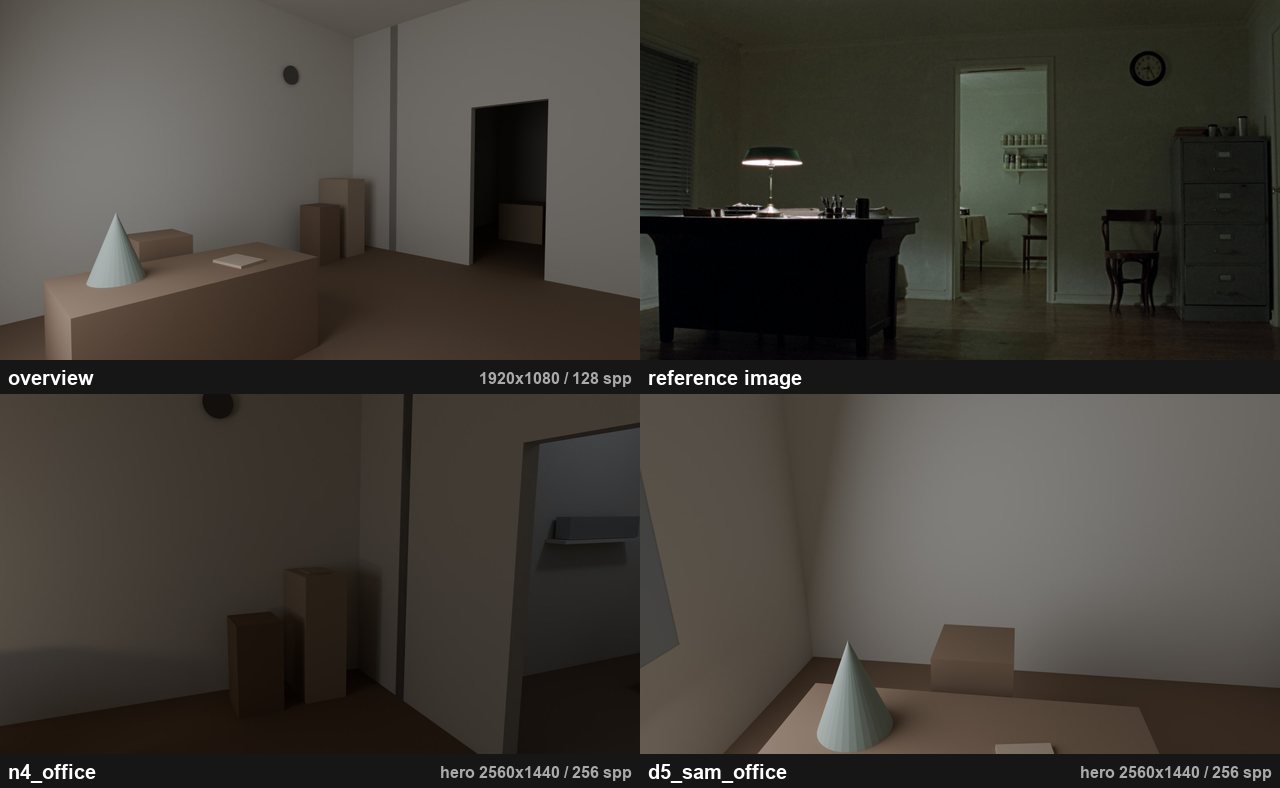 overview
1920x1080 / 128 spp
reference image
n4_office
hero 2560x1440 / 256 spp
d5_sam_office
hero 2560x1440 / 256 spp